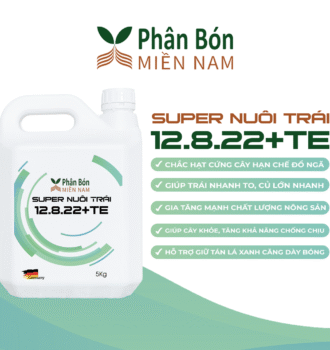 Phân Bón
MIỀN NAM
SUPER NUÔI TRÁI
12.8.22+TE
CHẮC HẠT CỨNG CÂY HẠN CHẾ ĐỔ NGÃ
GIÚP TRÁI NHANH TO, CỦ LỚN NHANH
GIA TĂNG MẠNH CHẤT LƯỢNG NÔNG SẢN
GIÚP CÂY KHỎE, TĂNG KHẢ NĂNG CHỐNG CHỊU
HỖ TRỢ GIỮ TÁN LÁ XANH CĂNG DÀY BÓNG
Phân Bón
MIỀN NAM
SUPER NUÔI TRÁI
12.8.22+TE
Germany
5Kg